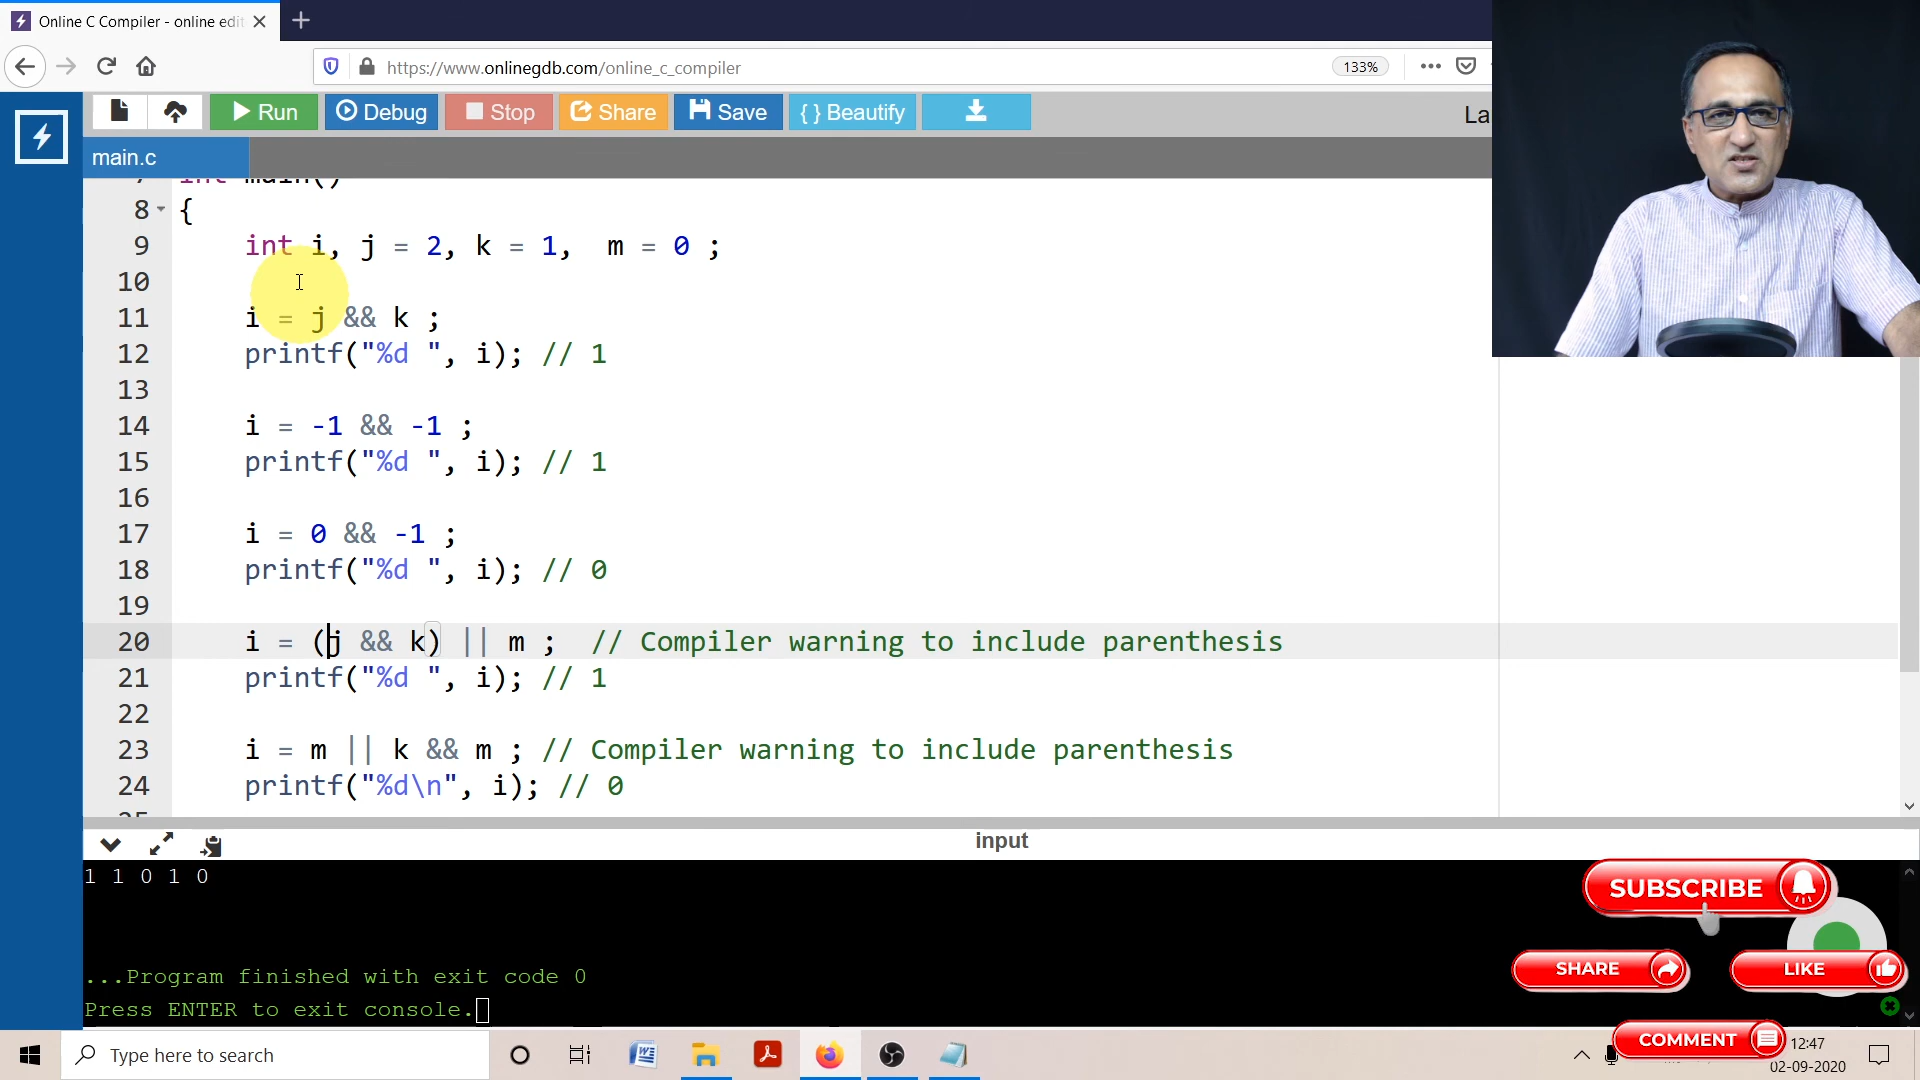 Online C Compiler - online edit
https://www.onlinegdb.com/online_c_compiler
133%
Run
Debug
Stop
Share
Save
{ } Beautify
La
main.c
7 int main()
8 {
9 int i, j = 2, k = 1, m = 0 ;
10
11 i = j && k ;
12 printf("%d ", i); // 1
13
14 i = -1 && -1 ;
15 printf("%d ", i); // 1
16
17 i = 0 && -1 ;
18 printf("%d ", i); // 0
19
20 i = (j && k) || m ; // Compiler warning to include parenthesis
21 printf("%d ", i); // 1
22
23 i = m || k && m ; // Compiler warning to include parenthesis
24 printf("%d\n", i); // 0
25
input
1 1 0 1 0
...Program finished with exit code 0
Press ENTER to exit console.
SUBSCRIBE
SHARE
LIKE
COMMENT
Type here to search
12:47
02-09-2020